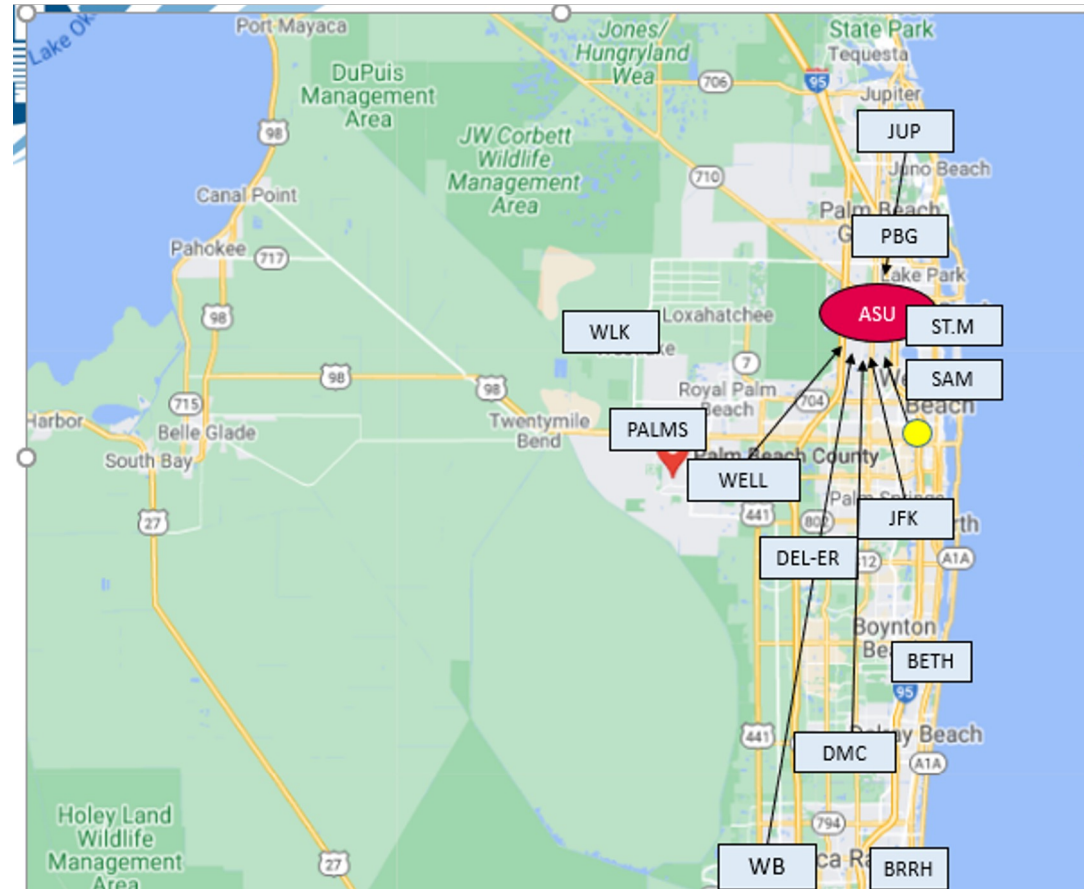 Port Mayaca
Jones/
Hungryland
Wea
State Park
Tequesta
DuPuis
Management
Area
706
95
Jupiter
98
JUP
JW Corbett
Wildlife
Management
Area
710
Juno Beach
Canal Point
Palm Beach
PBG
Pahokee
717
Lake Park
98
Loxahatchee
ASU
ST.M
WLK
7
98
98
Royal Palm
Beach
704
SAM
Beach
715
Harbor
Belle Glade
Twentymile
Bend
PALMS
South Bay
Palm Beach County
WELL
27
441
802
Palm Springs
JFK
DEL-ER
A1A
Boynton
BETH
95
441
DMC
Beach
A1A
Holey Land
Wildlife
Management
Area
794
27
WB
BRRH